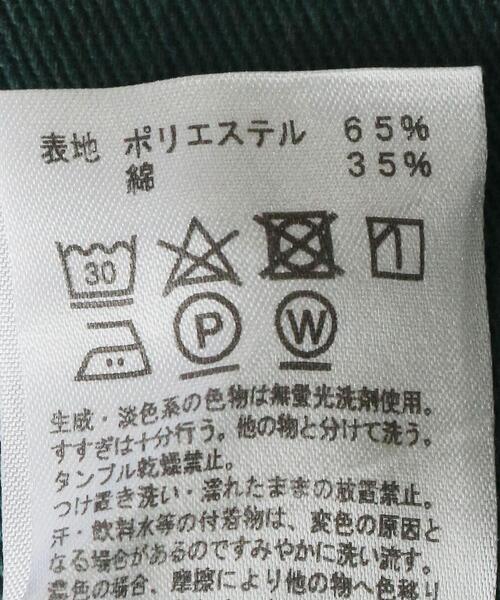 表地 ポリエステル 65%
綿 35%
30
P W
生成・淡色系の色物は無蛍光洗剤使用。
すすぎは十分行う。他の物と分けて洗う。
タンブル乾燥禁止。
つけ置き洗い・濡れたままの放置禁止。
汗・飲料水等の付着物は、変色の原因と
なる場合があるのですみやかに洗い流す。
濃色の場合、摩擦により他の物へ色移り